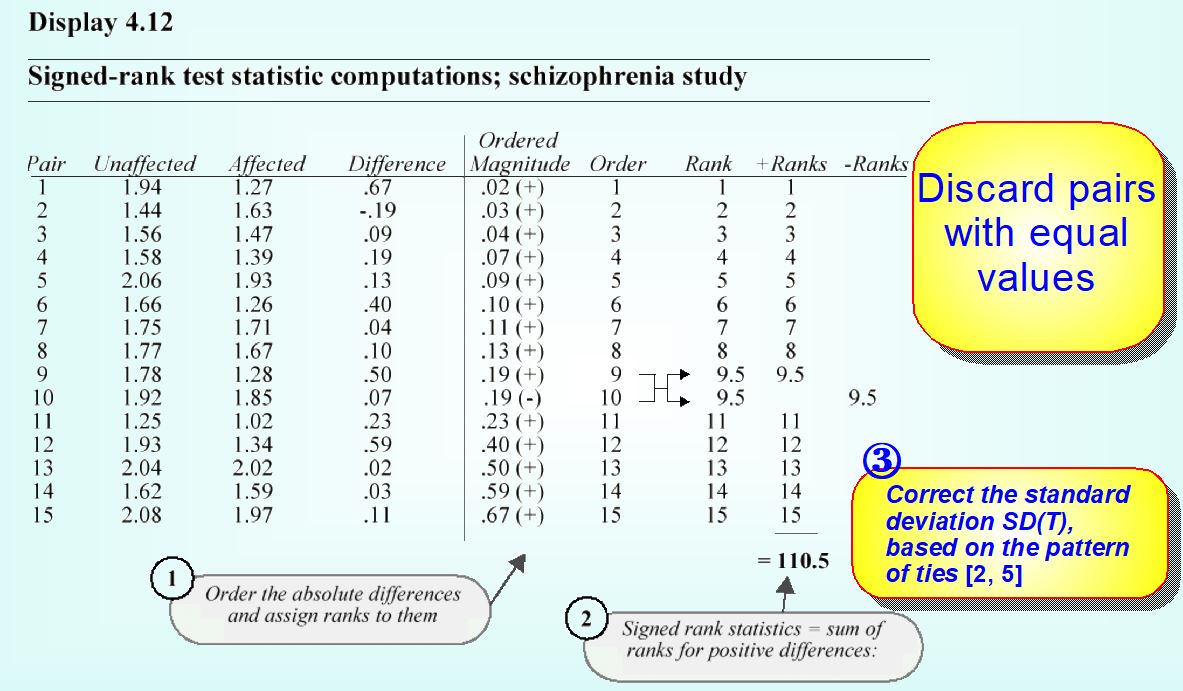 Display 4.12
Signed-rank test statistic computations; schizophrenia study
Ordered
Pair Unaffected Affected Difference Magnitude Order Rank +Ranks -Ranks
1 1.94 1.27 .67 .02 (+) 1 1 1
2 1.44 1.63 -.19 .03 (+) 2 2 2
3 1.56 1.47 .09 .04 (+) 3 3 3
4 1.58 1.39 .19 .07 (+) 4 4 4
5 2.06 1.93 .13 .09 (+) 5 5 5
6 1.66 1.26 .40 .10 (+) 6 6 6
7 1.75 1.71 .04 .11 (+) 7 7 7
8 1.77 1.67 .10 .13 (+) 8 8 8
9 1.78 1.28 .50 .19 (+) 9 9.5 9.5
10 1.92 1.85 .07 .19 (-) 10 9.5 9.5
11 1.25 1.02 .23 .23 (+) 11 11 11
12 1.93 1.34 .59 .40 (+) 12 12 12
13 2.04 2.02 .02 .50 (+) 13 13 13
14 1.62 1.59 .03 .59 (+) 14 14 14
15 2.08 1.97 .11 .67 (+) 15 15 15
= 110.5
Discard pairs
with equal
values
3
Correct the standard
deviation SD(T),
based on the pattern
of ties [2, 5]
1
Order the absolute differences
and assign ranks to them
2
Signed rank statistics = sum of
ranks for positive differences: